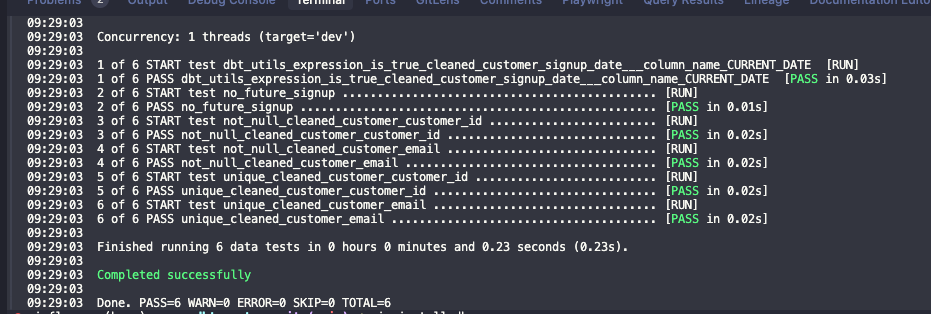 Problems 2 Output Debug Console Terminal Ports GitLens Comments Playwright Query Results Lineage Documentation Editor
09:29:03
09:29:03 Concurrency: 1 threads (target='dev')
09:29:03
09:29:03 1 of 6 START test dbt_utils_expression_is_true_cleaned_customer_signup_date___column_name_CURRENT_DATE [RUN]
09:29:03 1 of 6 PASS dbt_utils_expression_is_true_cleaned_customer_signup_date___column_name_CURRENT_DATE [PASS in 0.03s]
09:29:03 2 of 6 START test no_future_signup ............................................. [RUN]
09:29:03 2 of 6 PASS no_future_signup ................................................... [PASS in 0.01s]
09:29:03 3 of 6 START test not_null_cleaned_customer_customer_id ........................ [RUN]
09:29:03 3 of 6 PASS not_null_cleaned_customer_customer_id .............................. [PASS in 0.02s]
09:29:03 4 of 6 START test not_null_cleaned_customer_email .............................. [RUN]
09:29:03 4 of 6 PASS not_null_cleaned_customer_email .................................... [PASS in 0.02s]
09:29:03 5 of 6 START test unique_cleaned_customer_customer_id .......................... [RUN]
09:29:03 5 of 6 PASS unique_cleaned_customer_customer_id ................................ [PASS in 0.02s]
09:29:03 6 of 6 START test unique_cleaned_customer_email ................................ [RUN]
09:29:03 6 of 6 PASS unique_cleaned_customer_email ...................................... [PASS in 0.02s]
09:29:03
09:29:03 Finished running 6 data tests in 0 hours 0 minutes and 0.23 seconds (0.23s).
09:29:03
09:29:03 Completed successfully
09:29:03
09:29:03 Done. PASS=6 WARN=0 ERROR=0 SKIP=0 TOTAL=6